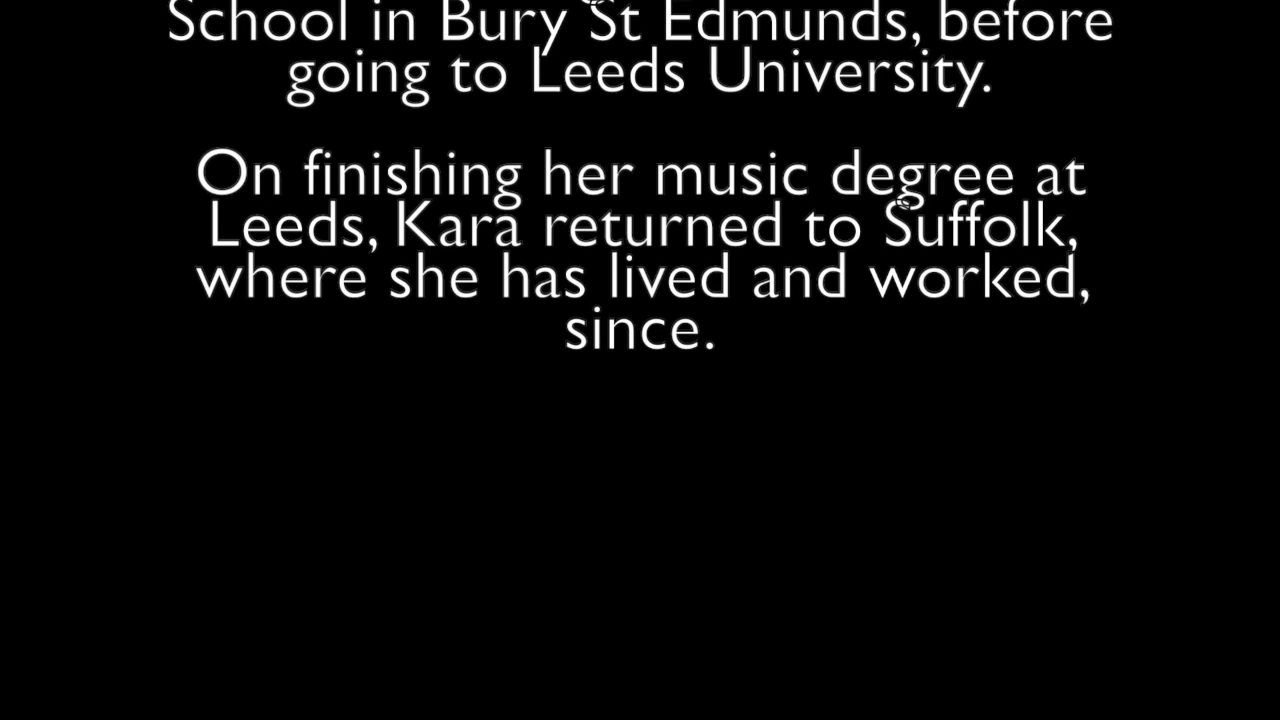 School in Bury St Edmunds, before
going to Leeds University.
On finishing her music degree at
Leeds, Kara returned to Suffolk,
where she has lived and worked,
since.